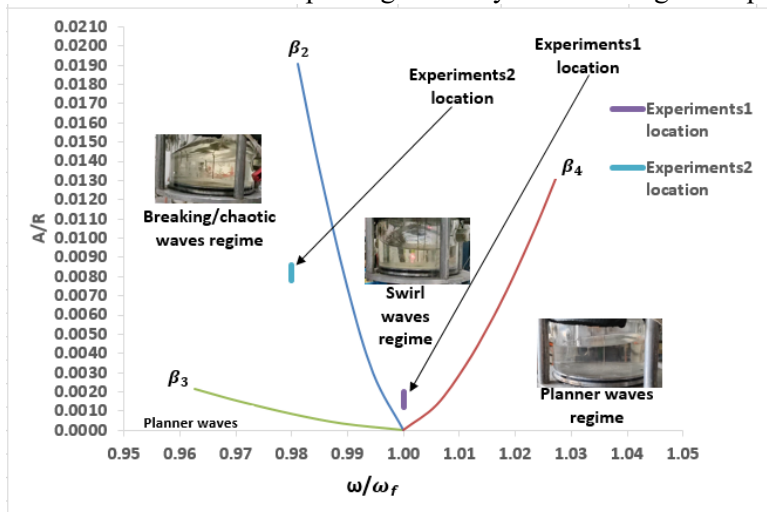 0.0210
0.0200
0.0190
0.0180
0.0170
0.0160
0.0150
0.0140
0.0130
0.0120
0.0110
0.0100
0.0090
0.0080
0.0070
0.0060
0.0050
0.0040
0.0030
0.0020
0.0010
0.0000
A/R
β2
Experiments2
location
Experiments1
location
Experiments1
location
Experiments2
location
β4
Breaking/chaotic
waves regime
Swirl
waves
regime
Planner waves
regime
β3
Planner waves
0.95 0.96 0.97 0.98 0.99 1.00 1.01 1.02 1.03 1.04 1.05
ω/ωf